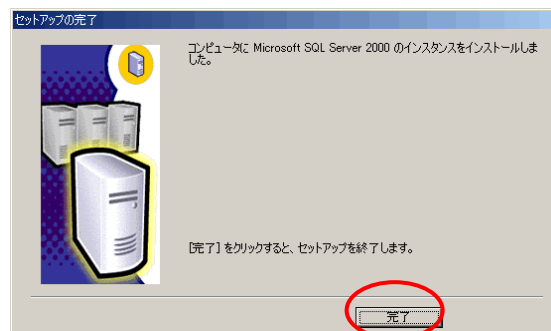 セットアップの完了
コンピュータに Microsoft SQL Server 2000 のインスタンスをインストールしま
した。
[完了] をクリックすると、セットアップを終了します。
完了